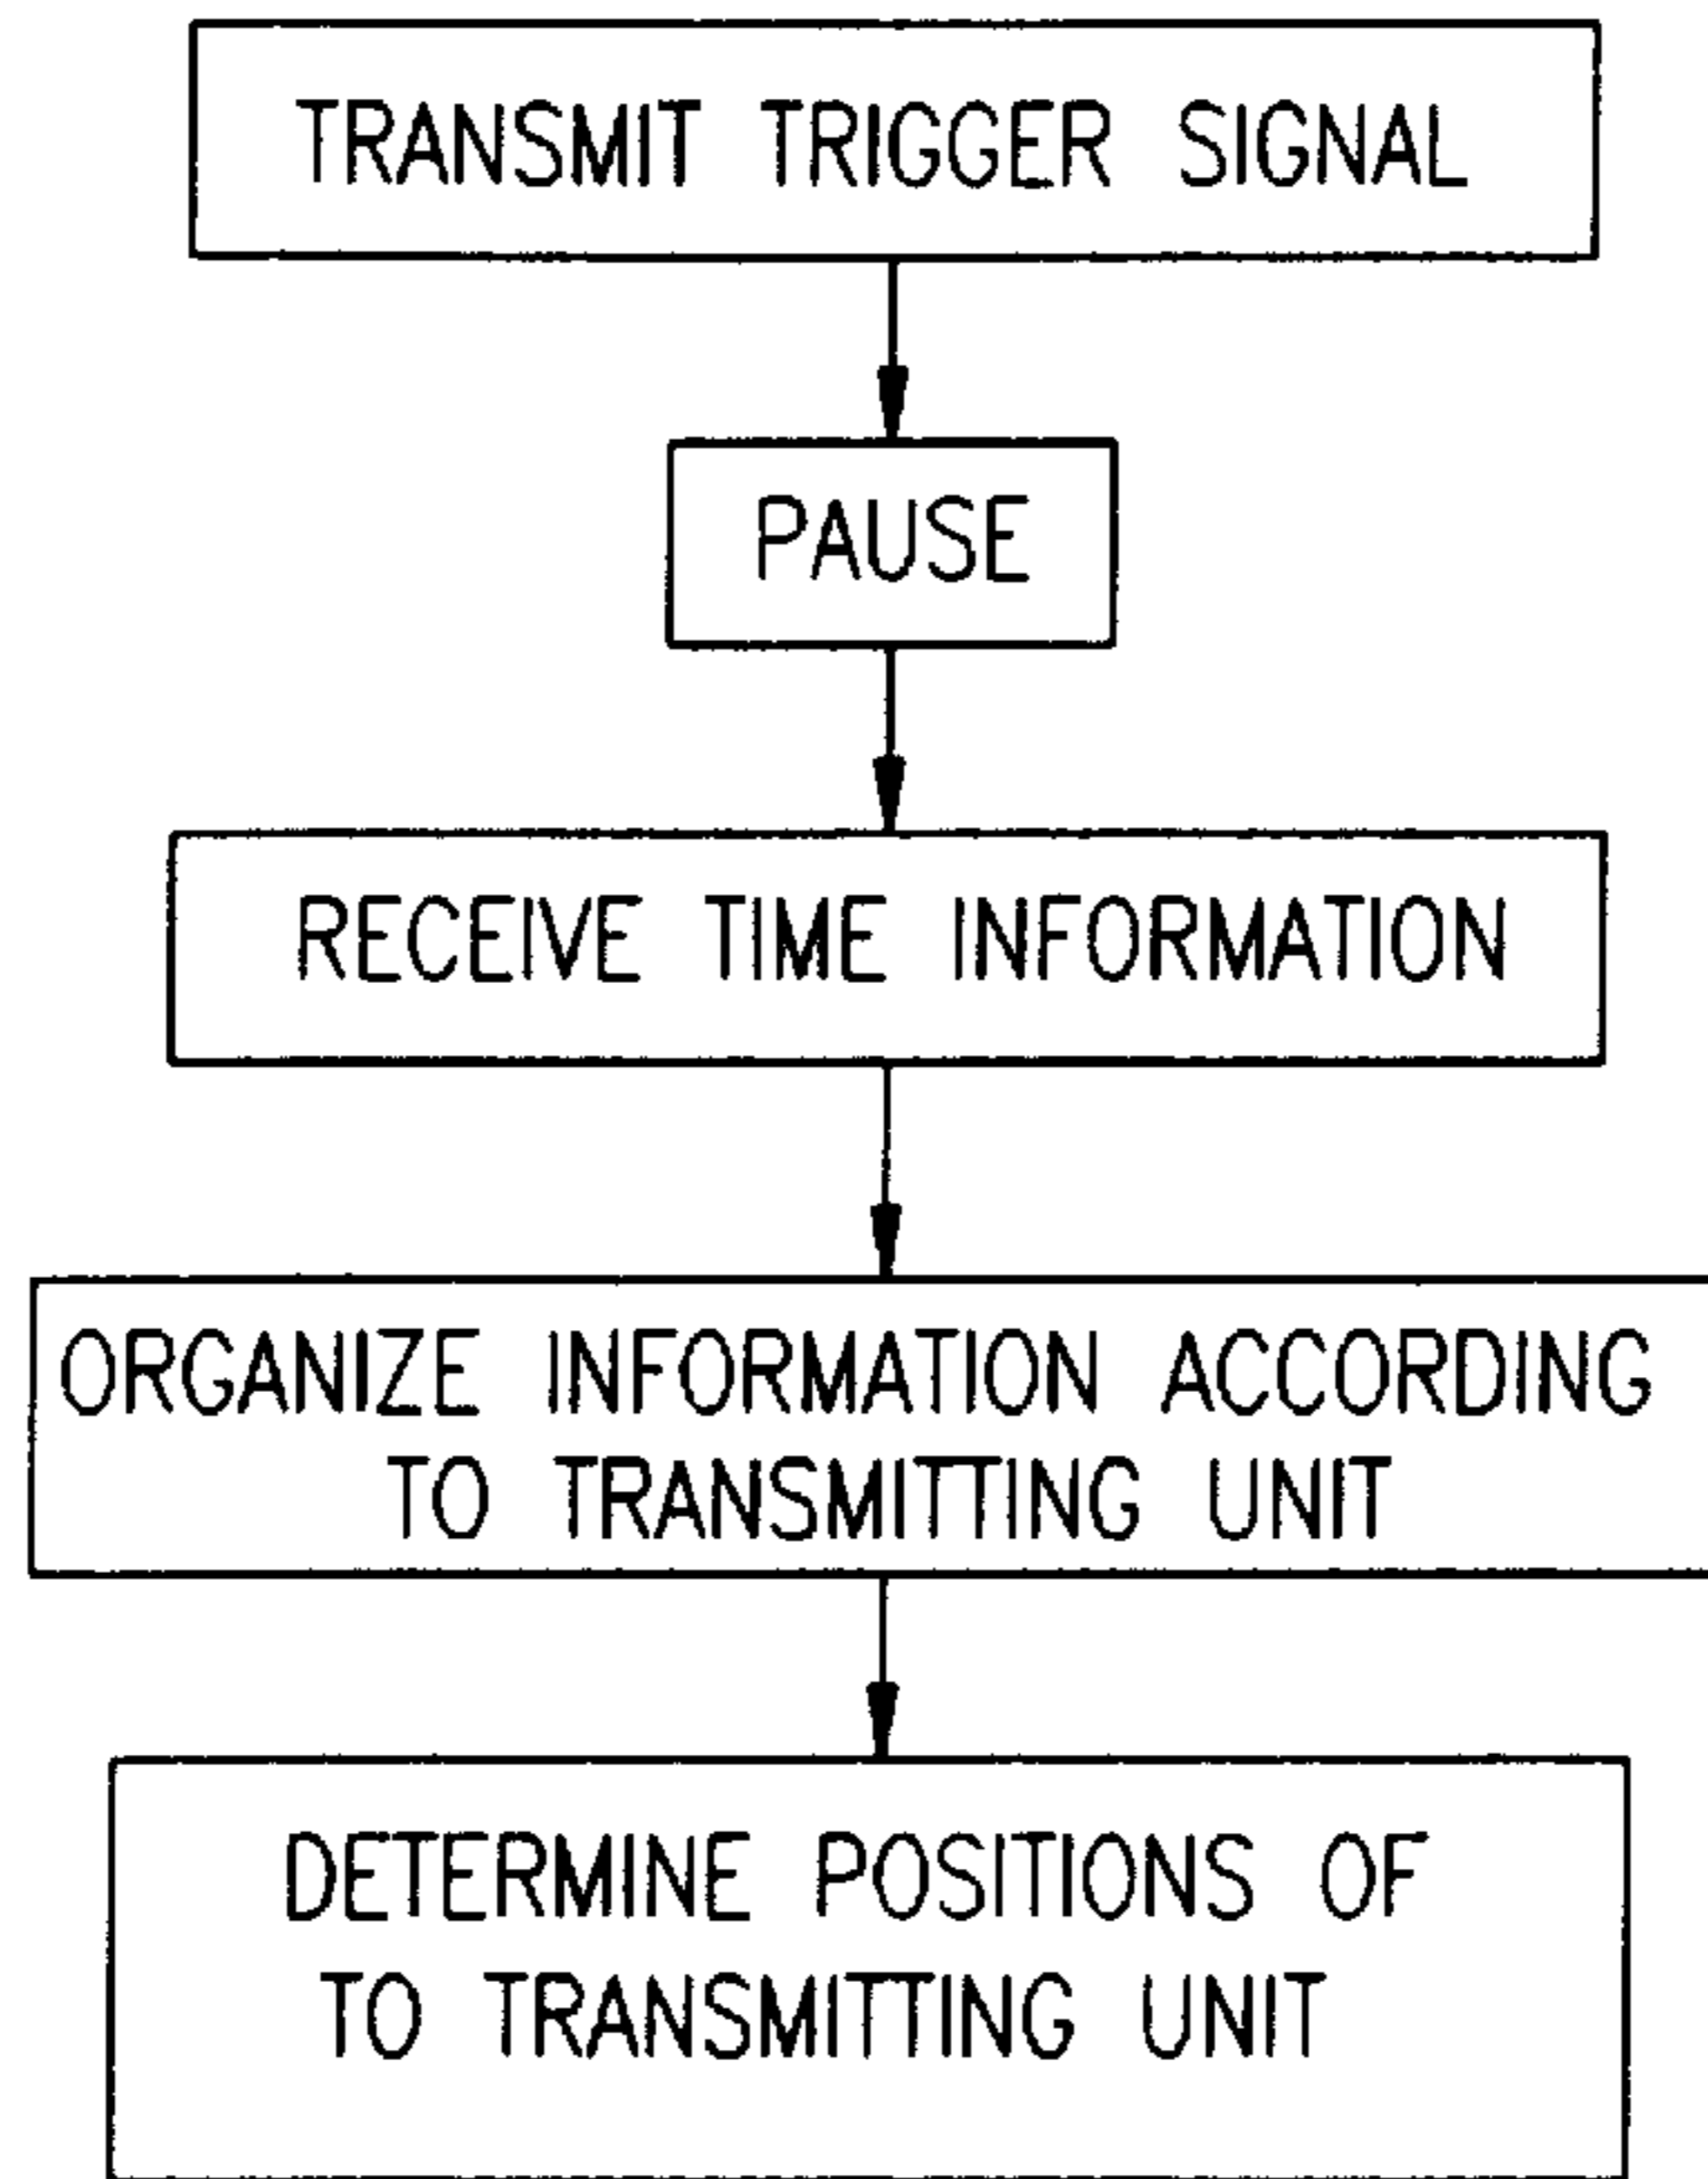 TRANSMIT TRIGGER SIGNAL
PAUSE
RECEIVE TIME INFORMATION
ORGANIZE INFORMATION ACCORDING
TO TRANSMITTING UNIT
DETERMINE POSITIONS OF
TO TRANSMITTING UNIT